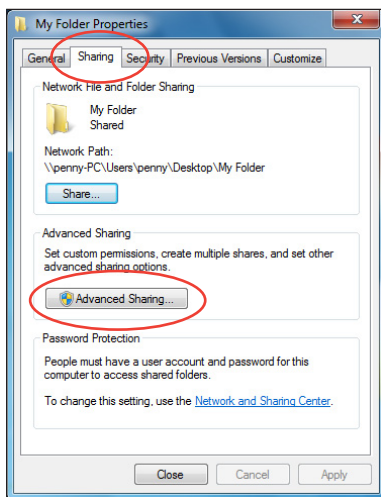 My Folder Properties
General Sharing Security Previous Versions Customize
Network File and Folder Sharing
My Folder
Shared
Network Path:
\\penny-PC\Users\penny\Desktop\My Folder
Share...
Advanced Sharing
Set custom permissions, create multiple shares, and set other
advanced sharing options.
Advanced Sharing...
Password Protection
People must have a user account and password for this
computer to access shared folders.
To change this setting, use the Network and Sharing Center.
Close Cancel Apply